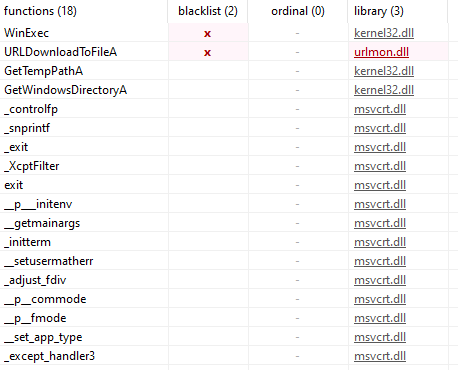 functions (18) blacklist (2) ordinal (0) library (3)
WinExec x - kernel32.dll
URLDownloadToFileA x - urlmon.dll
GetTempPathA - kernel32.dll
GetWindowsDirectoryA - kernel32.dll
_controlfp - msvcrt.dll
_snprintf - msvcrt.dll
_exit - msvcrt.dll
_XcptFilter - msvcrt.dll
exit - msvcrt.dll
__p___initenv - msvcrt.dll
__getmainargs - msvcrt.dll
_initterm - msvcrt.dll
__setusermatherr - msvcrt.dll
_adjust_fdiv - msvcrt.dll
__p__commode - msvcrt.dll
__p__fmode - msvcrt.dll
__set_app_type - msvcrt.dll
_except_handler3 - msvcrt.dll